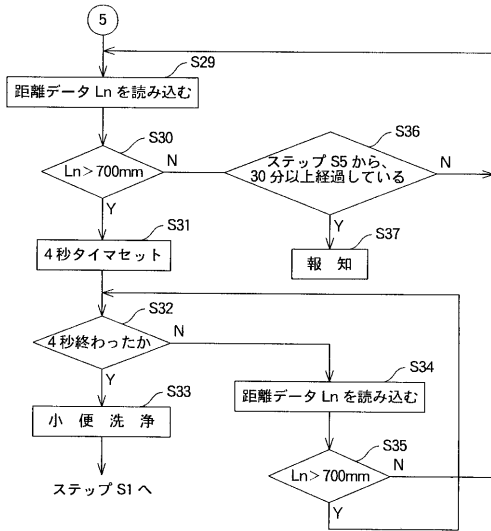 5
S29
距離データ Ln を読み込む
S30
Ln＞700mm
N
Y
S36
ステップ S5 から、
30分以上経過している
N
Y
S37
報 知
S31
4秒タイマセット
S32
4秒終わったか
N
Y
S33
小 便 洗 浄
ステップ S1 へ
S34
距離データ Ln を読み込む
S35
Ln＞700mm
N
Y